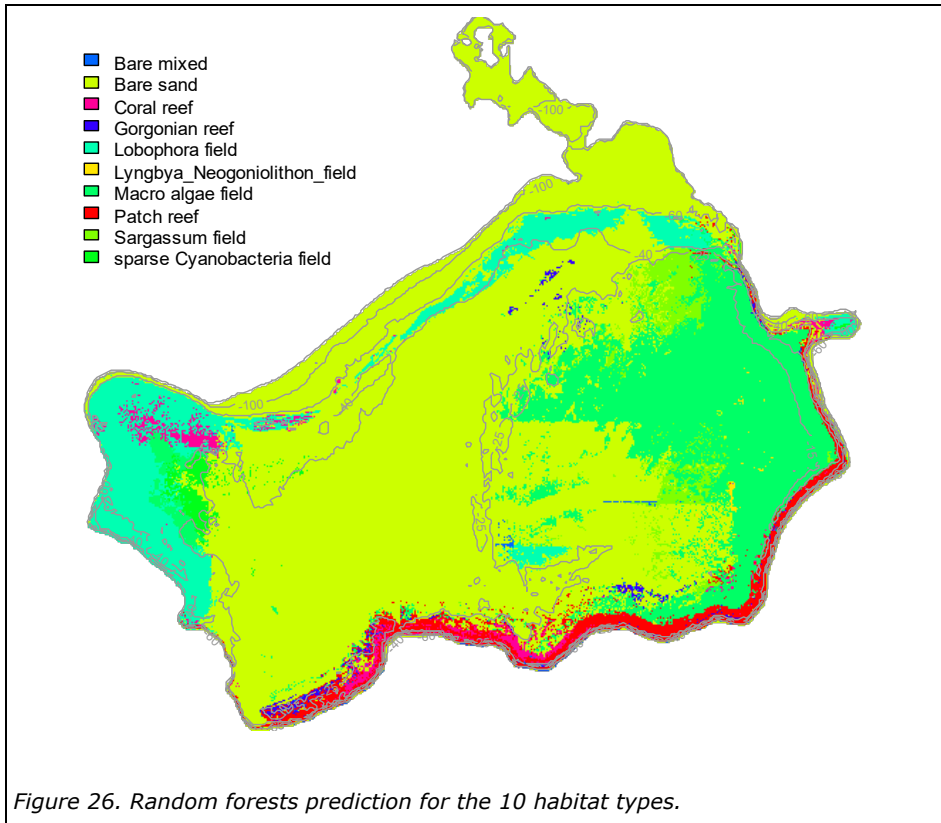 Bare mixed
Bare sand
Coral reef
Gorgonian reef
Lobophora field
Lyngbya_Neogoniolithon_field
Macro algae field
Patch reef
Sargassum field
sparse Cyanobacteria field
-100
-100
-40
-100
-40
-25
-25
Figure 26. Random forests prediction for the 10 habitat types.